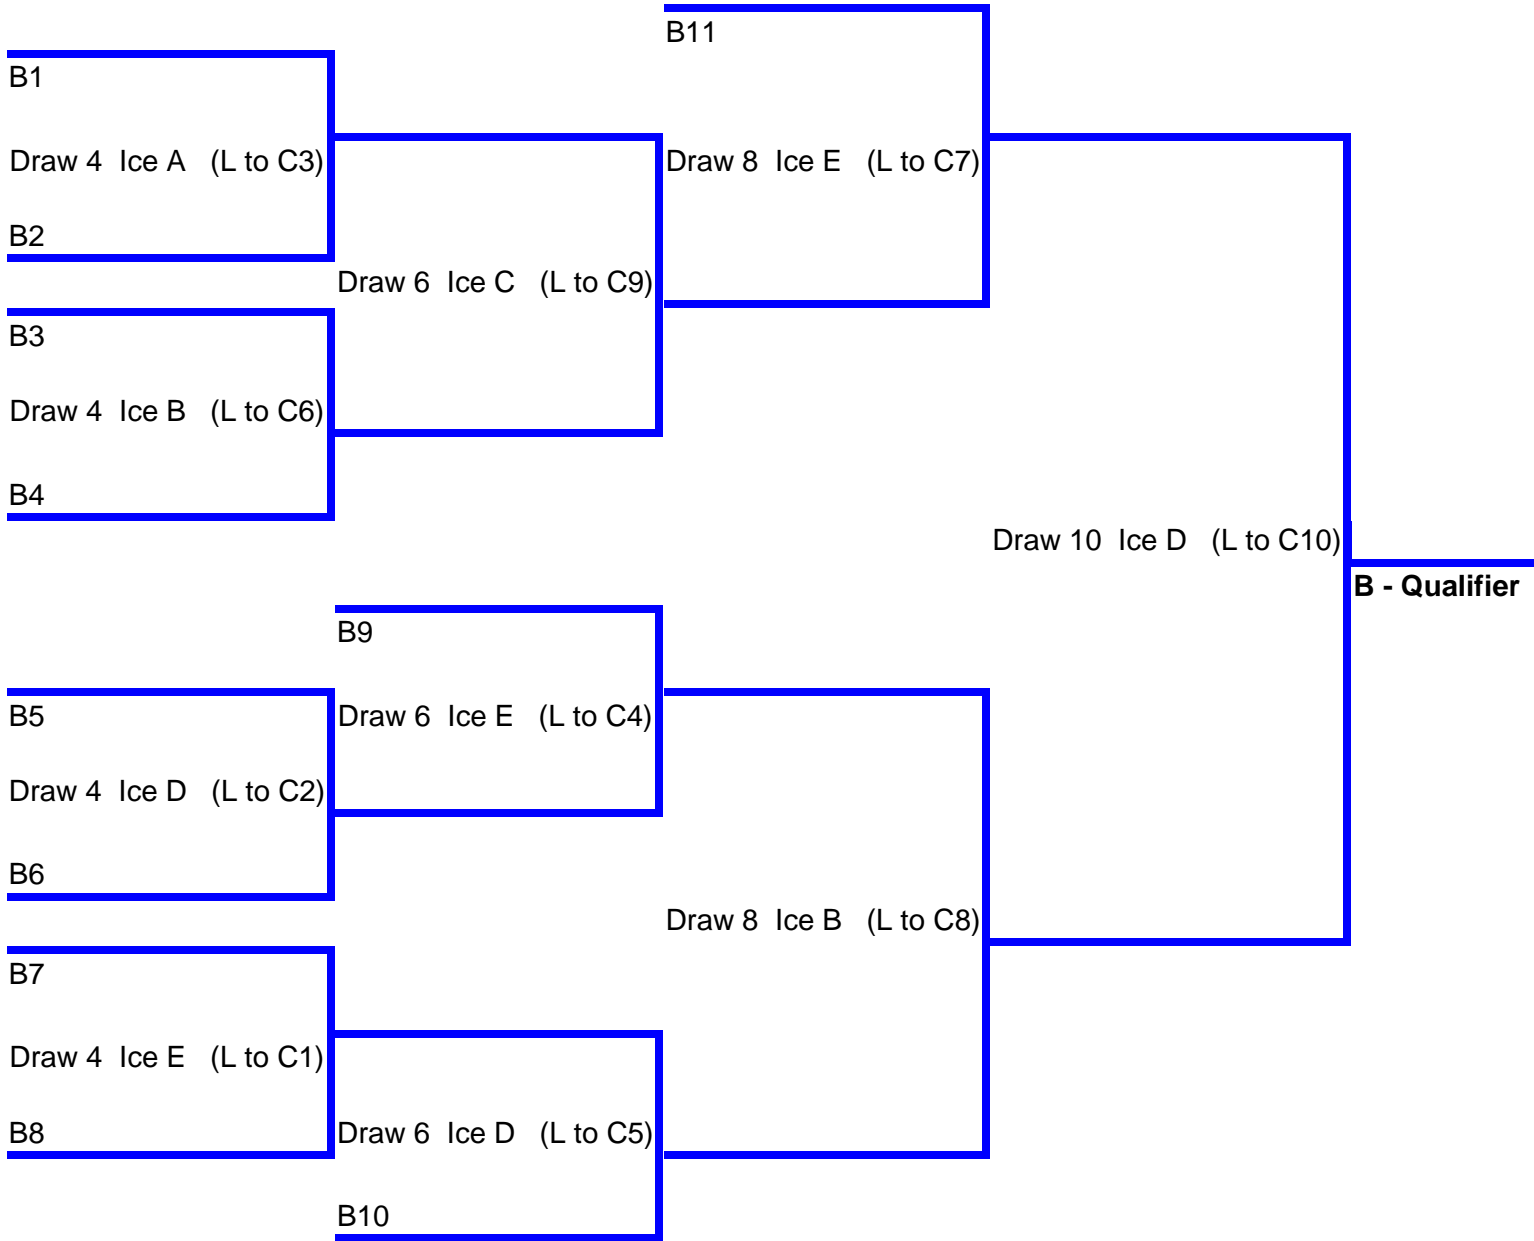 B11
B1
Draw 4 Ice A (L to C3)
Draw 8 Ice E (L to C7)
B2
Draw 6 Ice C (L to C9)
B3
Draw 4 Ice B (L to C6)
B4
Draw 10 Ice D (L to C10)
B - Qualifier
B9
B5
Draw 6 Ice E (L to C4)
Draw 4 Ice D (L to C2)
B6
Draw 8 Ice B (L to C8)
B7
Draw 4 Ice E (L to C1)
B8
Draw 6 Ice D (L to C5)
B10